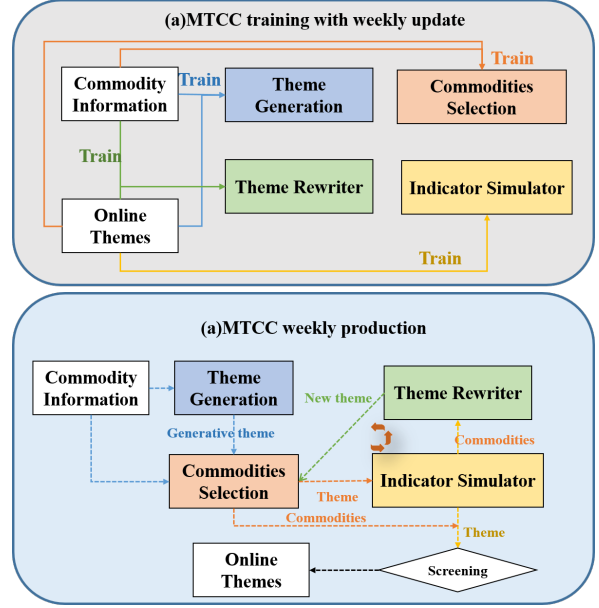 (a)MTCC training with weekly update
Train
Commodity
Information
Train
Theme
Generation
Commodities
Selection
Train
Theme Rewriter
Indicator Simulator
Online
Themes
Train
(a)MTCC weekly production
Commodity
Information
Theme
Generation
New theme
Theme Rewriter
Generative theme
Commodities
Commodities
Selection
Theme
Indicator Simulator
Commodities
Theme
Online
Themes
Screening